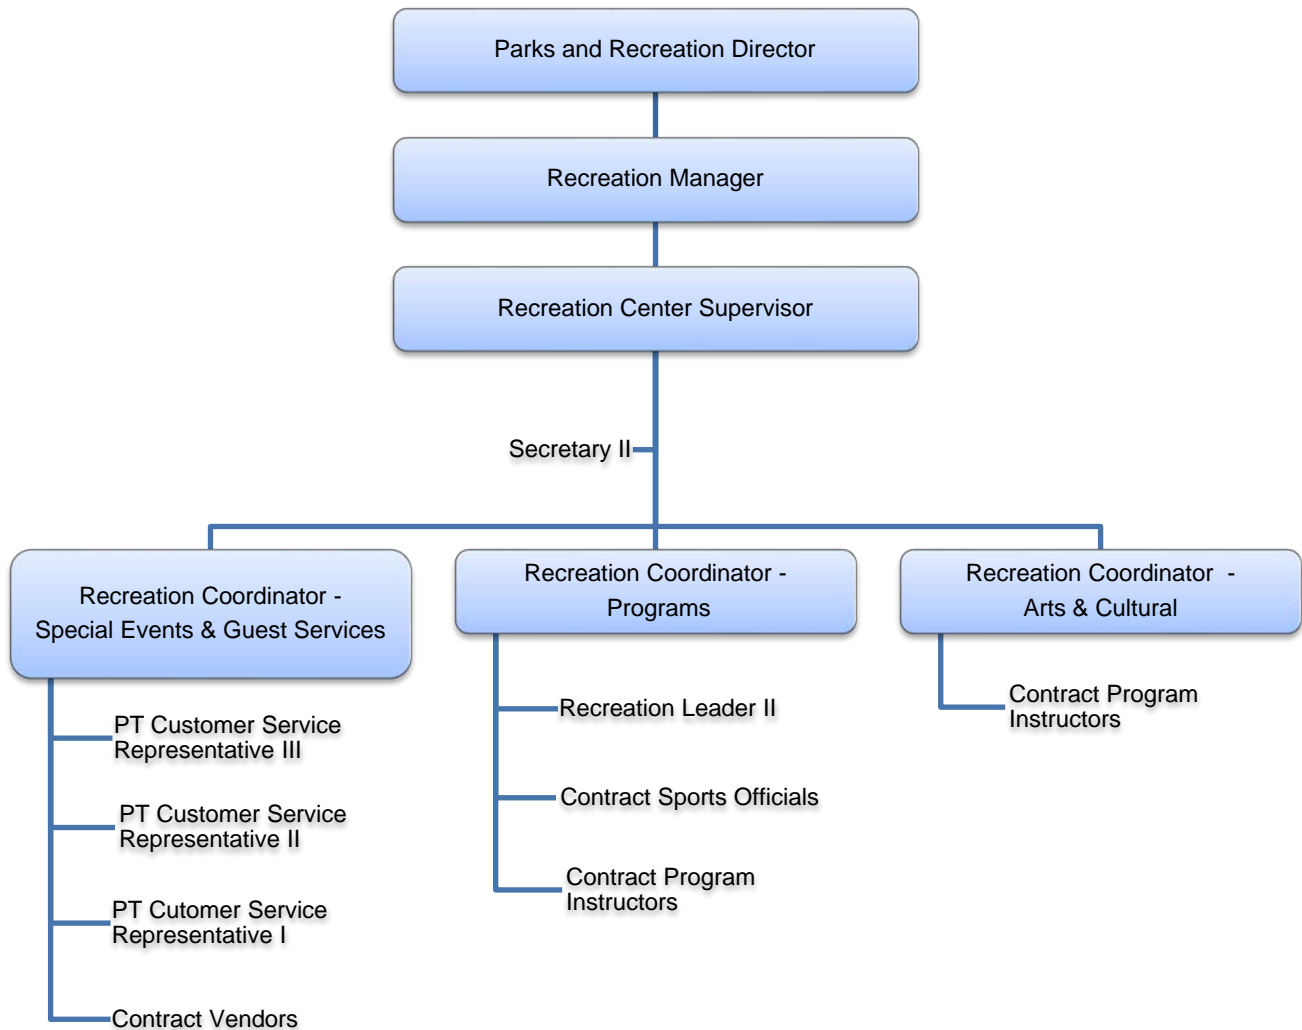 Parks and Recreation Director
Recreation Manager
Recreation Center Supervisor
Secretary II
Recreation Coordinator -
Special Events & Guest Services
PT Customer Service
Representative III
PT Customer Service
Representative II
PT Cutomer Service
Representative I
Contract Vendors
Recreation Coordinator -
Programs
Recreation Leader II
Contract Sports Officials
Contract Program
Instructors
Recreation Coordinator -
Arts & Cultural
Contract Program
Instructors